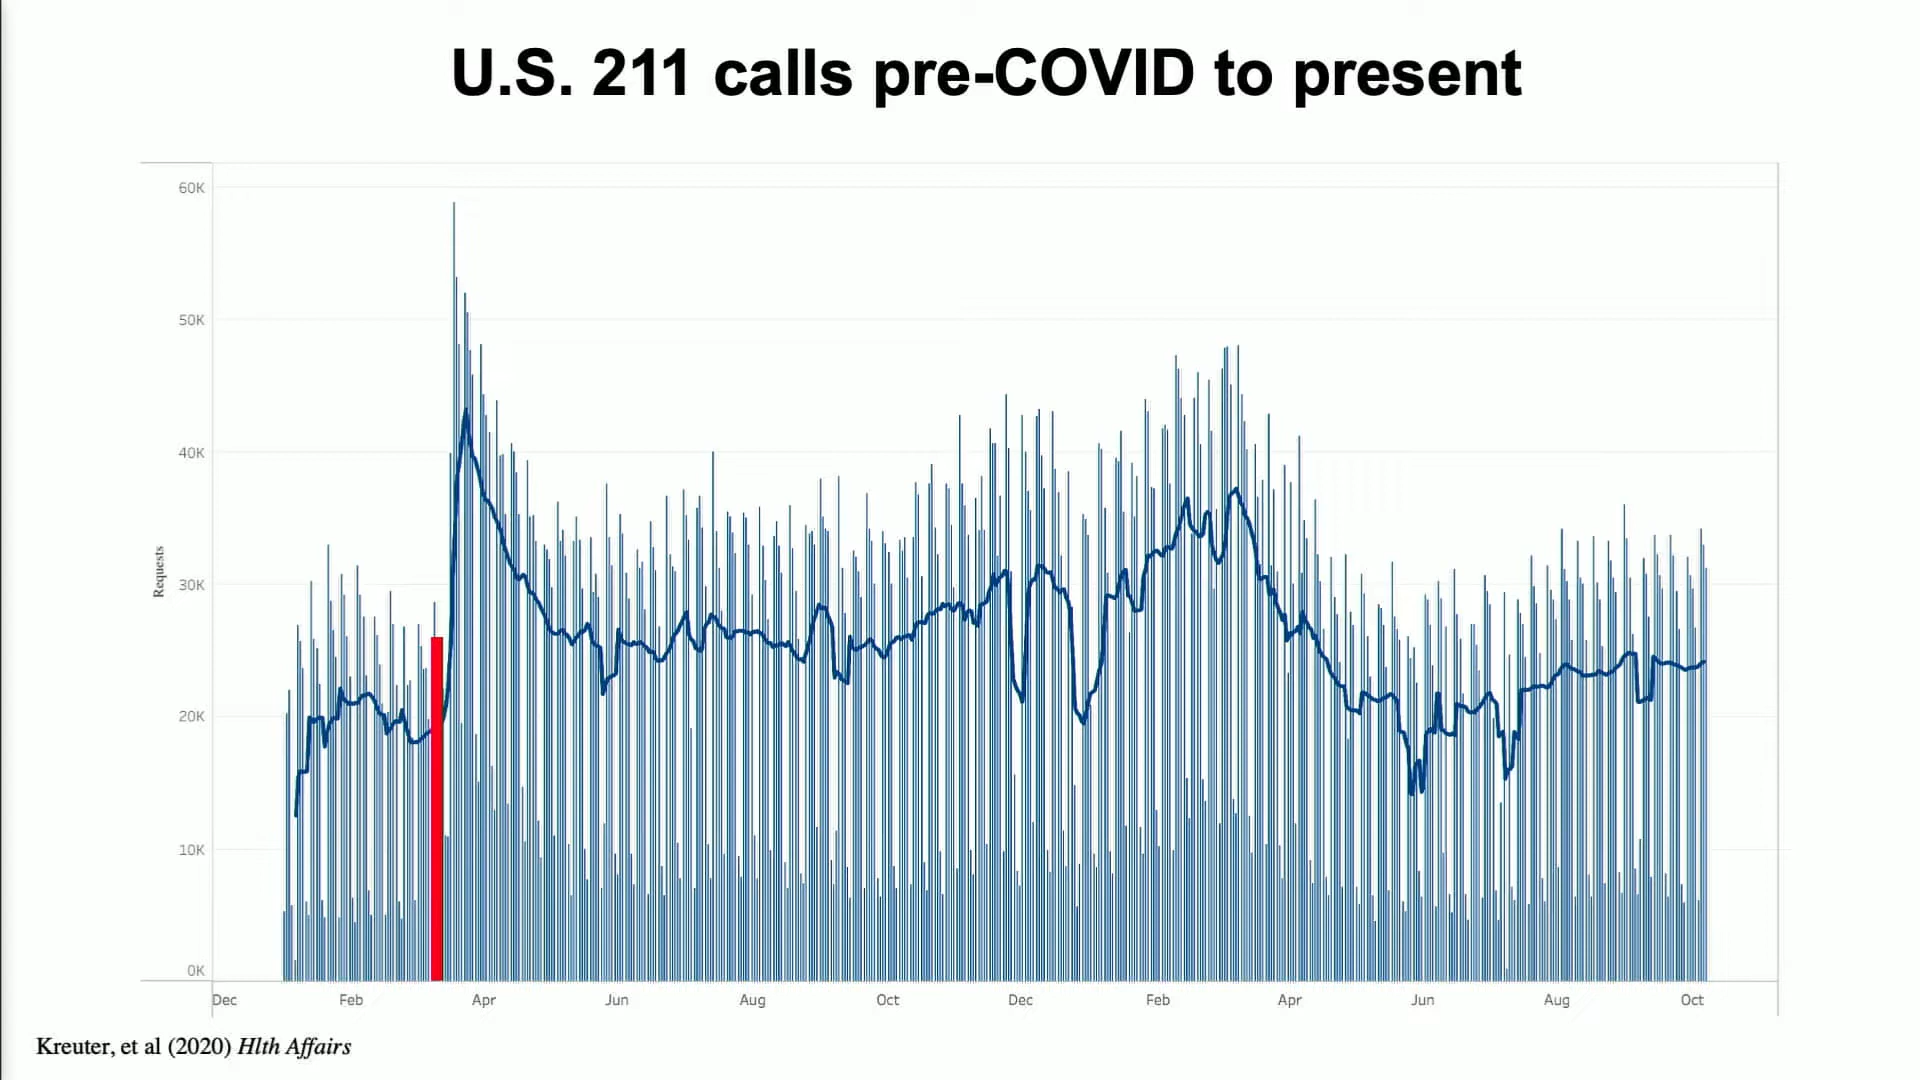 U.S. 211 calls pre-COVID to present
60K
50K
40K
30K
20K
10K
0K
Requests
Dec Feb Apr Jun Aug Oct Dec Feb Apr Jun Aug Oct
Kreuter, et al (2020) Hlth Affairs